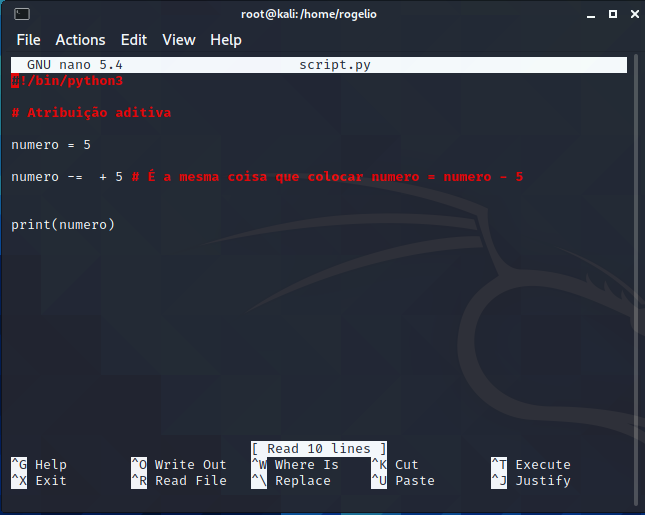 root@kali: /home/rogelio
File Actions Edit View Help
GNU nano 5.4 script.py
#!/bin/python3
# Atribuição aditiva
numero = 5
numero -=  + 5 # É a mesma coisa que colocar numero = numero - 5
print(numero)
[ Read 10 lines ]
^G Help ^O Write Out ^W Where Is ^K Cut ^T Execute
^X Exit ^R Read File ^\ Replace ^U Paste ^J Justify